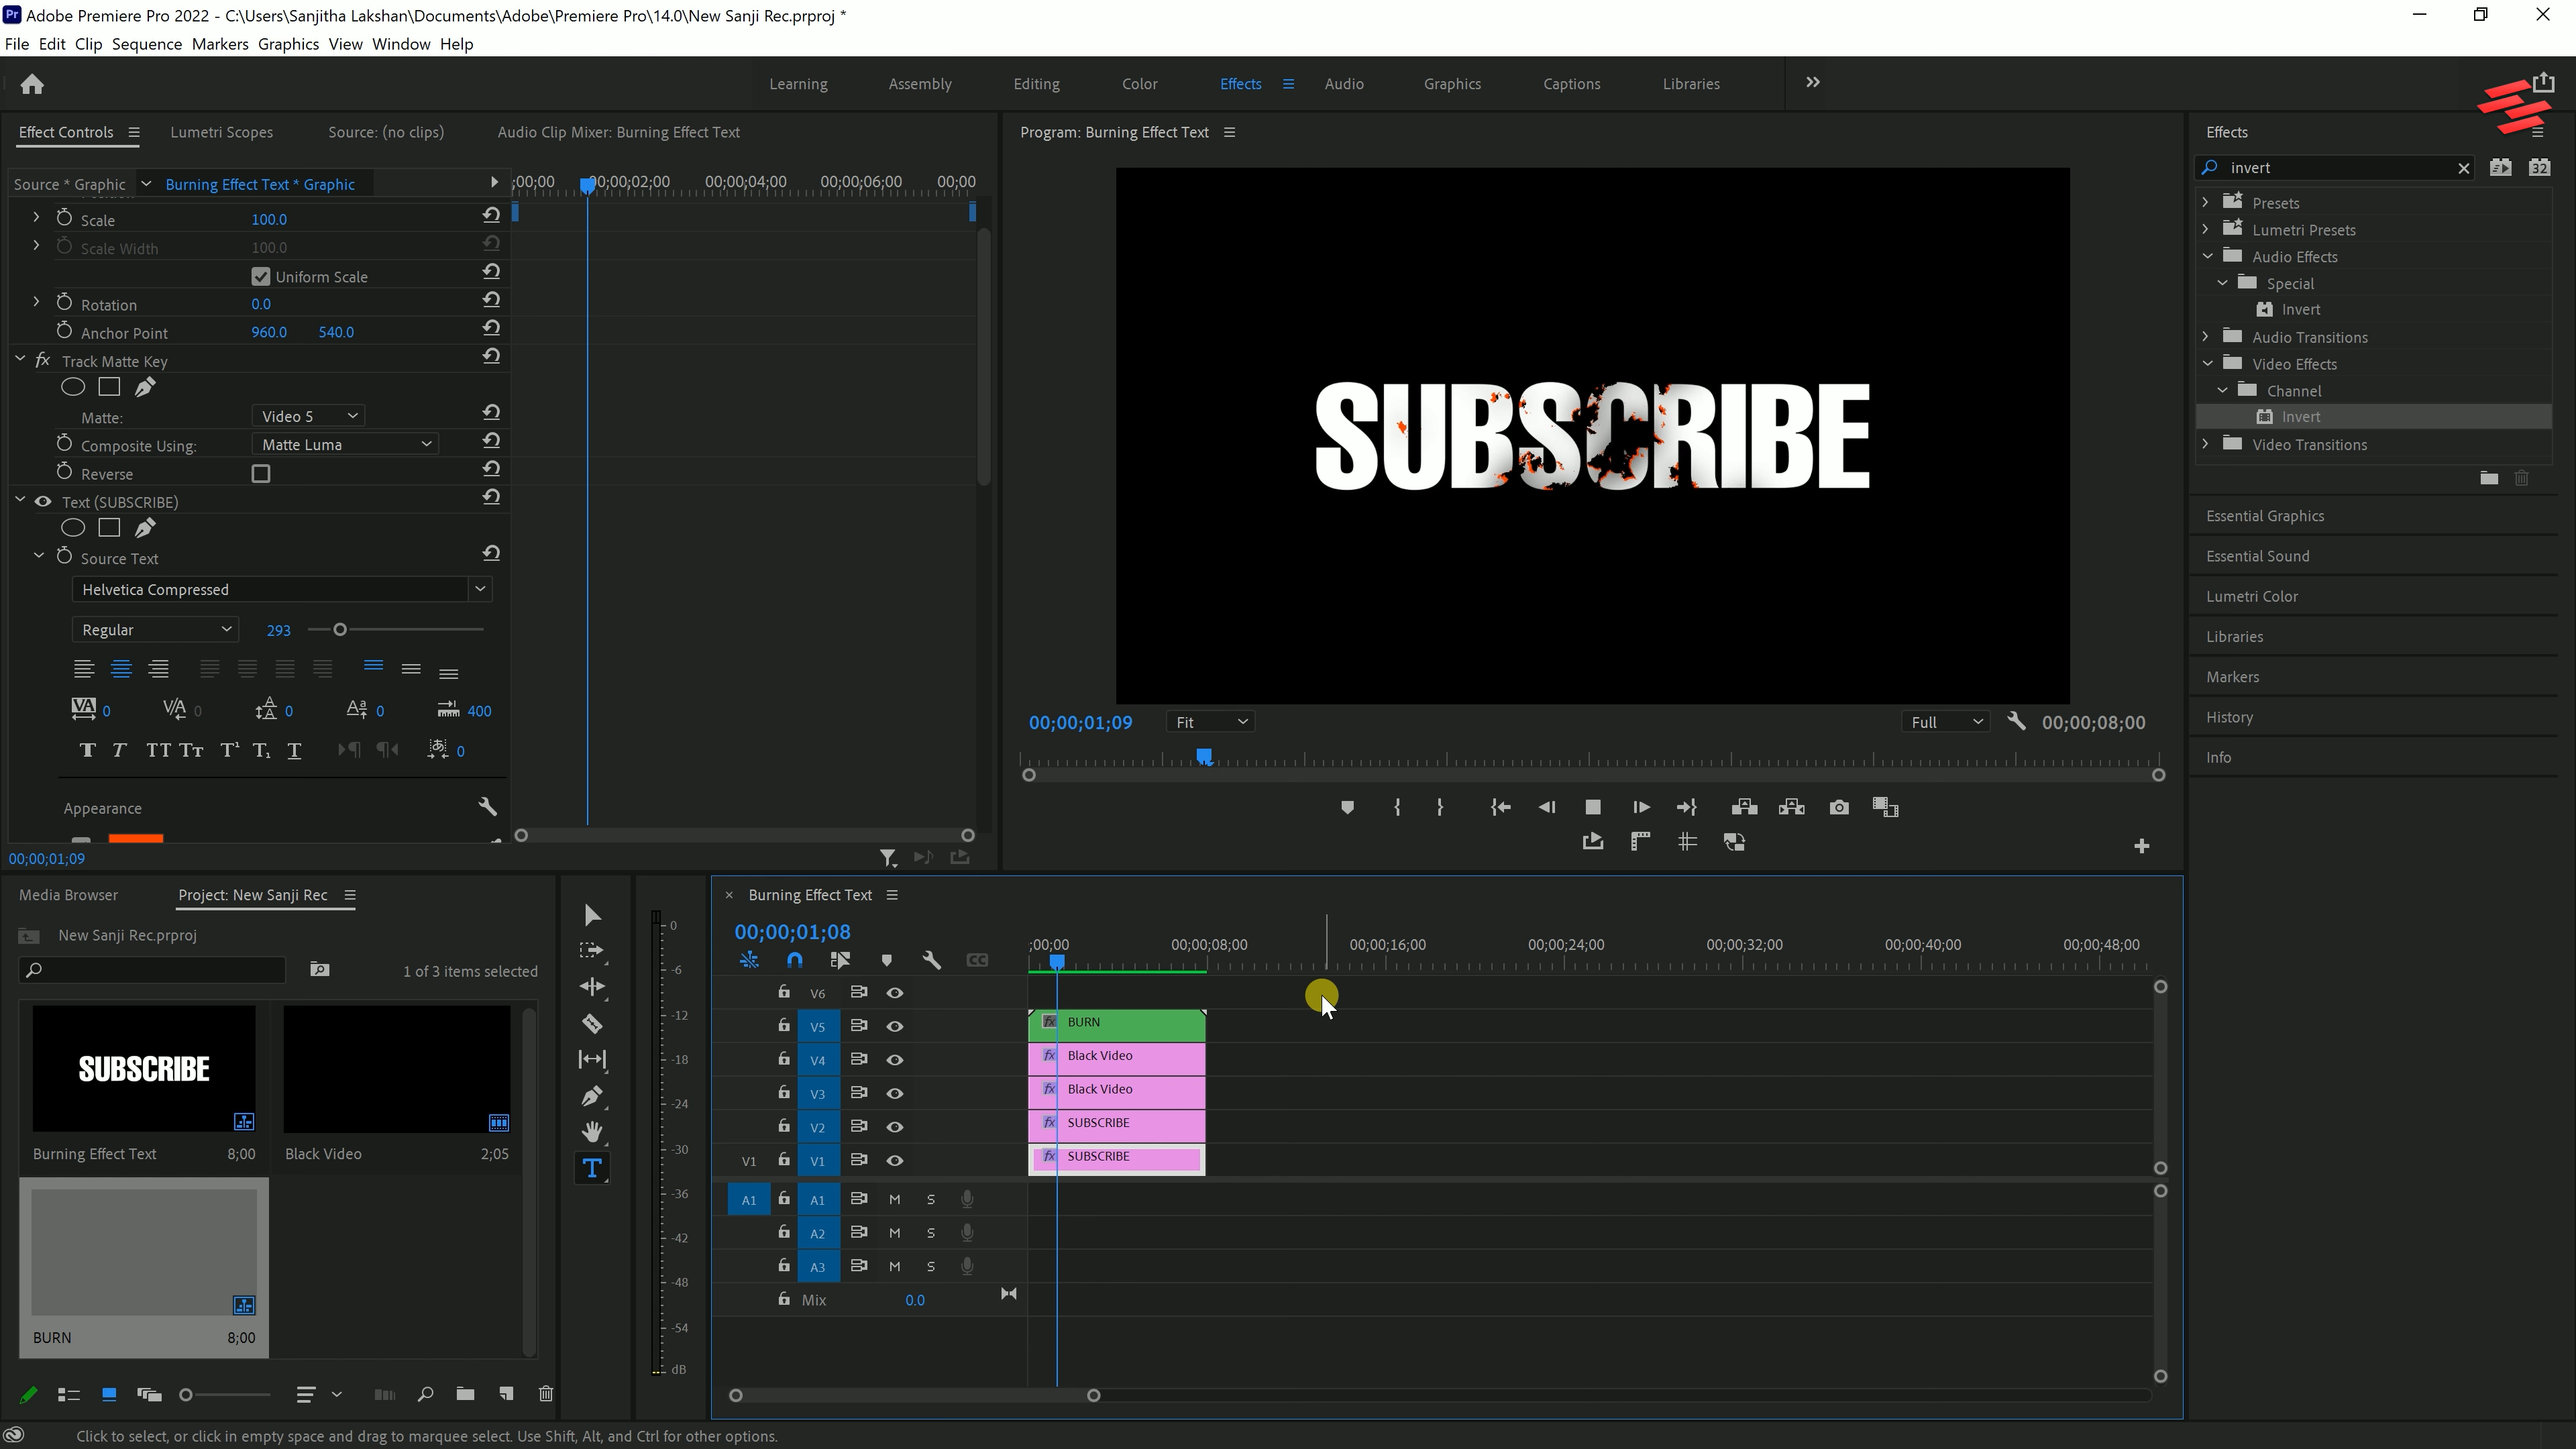 Adobe Premiere Pro 2022 - C:\Users\Sanjitha Lakshan\Documents\Adobe\Premiere Pro\14.0\New Sanji Rec.prproj *
File Edit Clip Sequence Markers Graphics View Window Help
Learning Assembly Editing Color Effects Audio Graphics Captions Libraries
Effect Controls Lumetri Scopes Source: (no clips) Audio Clip Mixer: Burning Effect Text
Source * Graphic Burning Effect Text * Graphic
;00;00 00;00;02;00 00;00;04;00 00;00;06;00 00;00
Scale 100.0
Scale Width 100.0
Uniform Scale
Rotation 0.0
Anchor Point 960.0 540.0
fx Track Matte Key
Matte: Video 5
Composite Using: Matte Luma
Reverse
Text (SUBSCRIBE)
Source Text
Helvetica Compressed
Regular 293
0 0 0 0 400
0
Appearance
00;00;01;09
Program: Burning Effect Text
SUBSCRIBE
00;00;01;09 Fit Full 00;00;08;00
Effects
invert
32
Presets
Lumetri Presets
Audio Effects
Special
Invert
Audio Transitions
Video Effects
Channel
Invert
Video Transitions
Essential Graphics
Essential Sound
Lumetri Color
Libraries
Markers
History
Info
Media Browser Project: New Sanji Rec
New Sanji Rec.prproj
1 of 3 items selected
SUBSCRIBE
Burning Effect Text 8;00
Black Video 2;05
BURN 8;00
0
-6
-12
-18
-24
-30
-36
-42
-48
-54
dB
Burning Effect Text
00;00;01;08
;00;00 00;00;08;00 00;00;16;00 00;00;24;00 00;00;32;00 00;00;40;00 00;00;48;00
V6
V5 fx BURN
V4 fx Black Video
V3 fx Black Video
V2 fx SUBSCRIBE
V1 V1 fx SUBSCRIBE
A1 A1 M S
A2 M S
A3 M S
Mix 0.0
Click to select, or click in empty space and drag to marquee select. Use Shift, Alt, and Ctrl for other options.